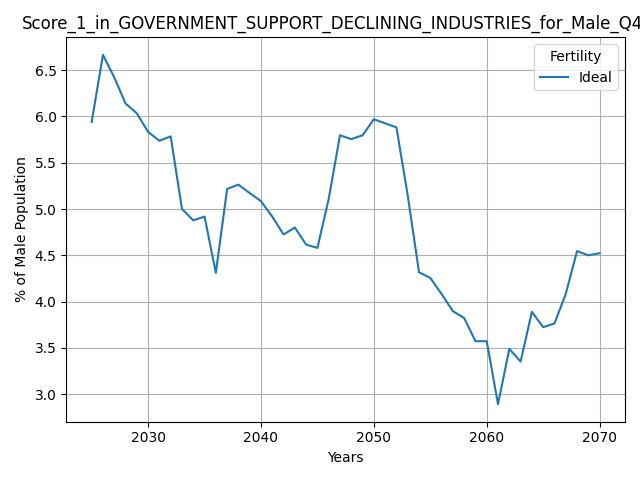 Score_1_in_GOVERNMENT_SUPPORT_DECLINING_INDUSTRIES_for_Male_Q4
Fertility
Ideal
% of Male Population
6.5
6.0
5.5
5.0
4.5
4.0
3.5
3.0
2030 2040 2050 2060 2070
Years